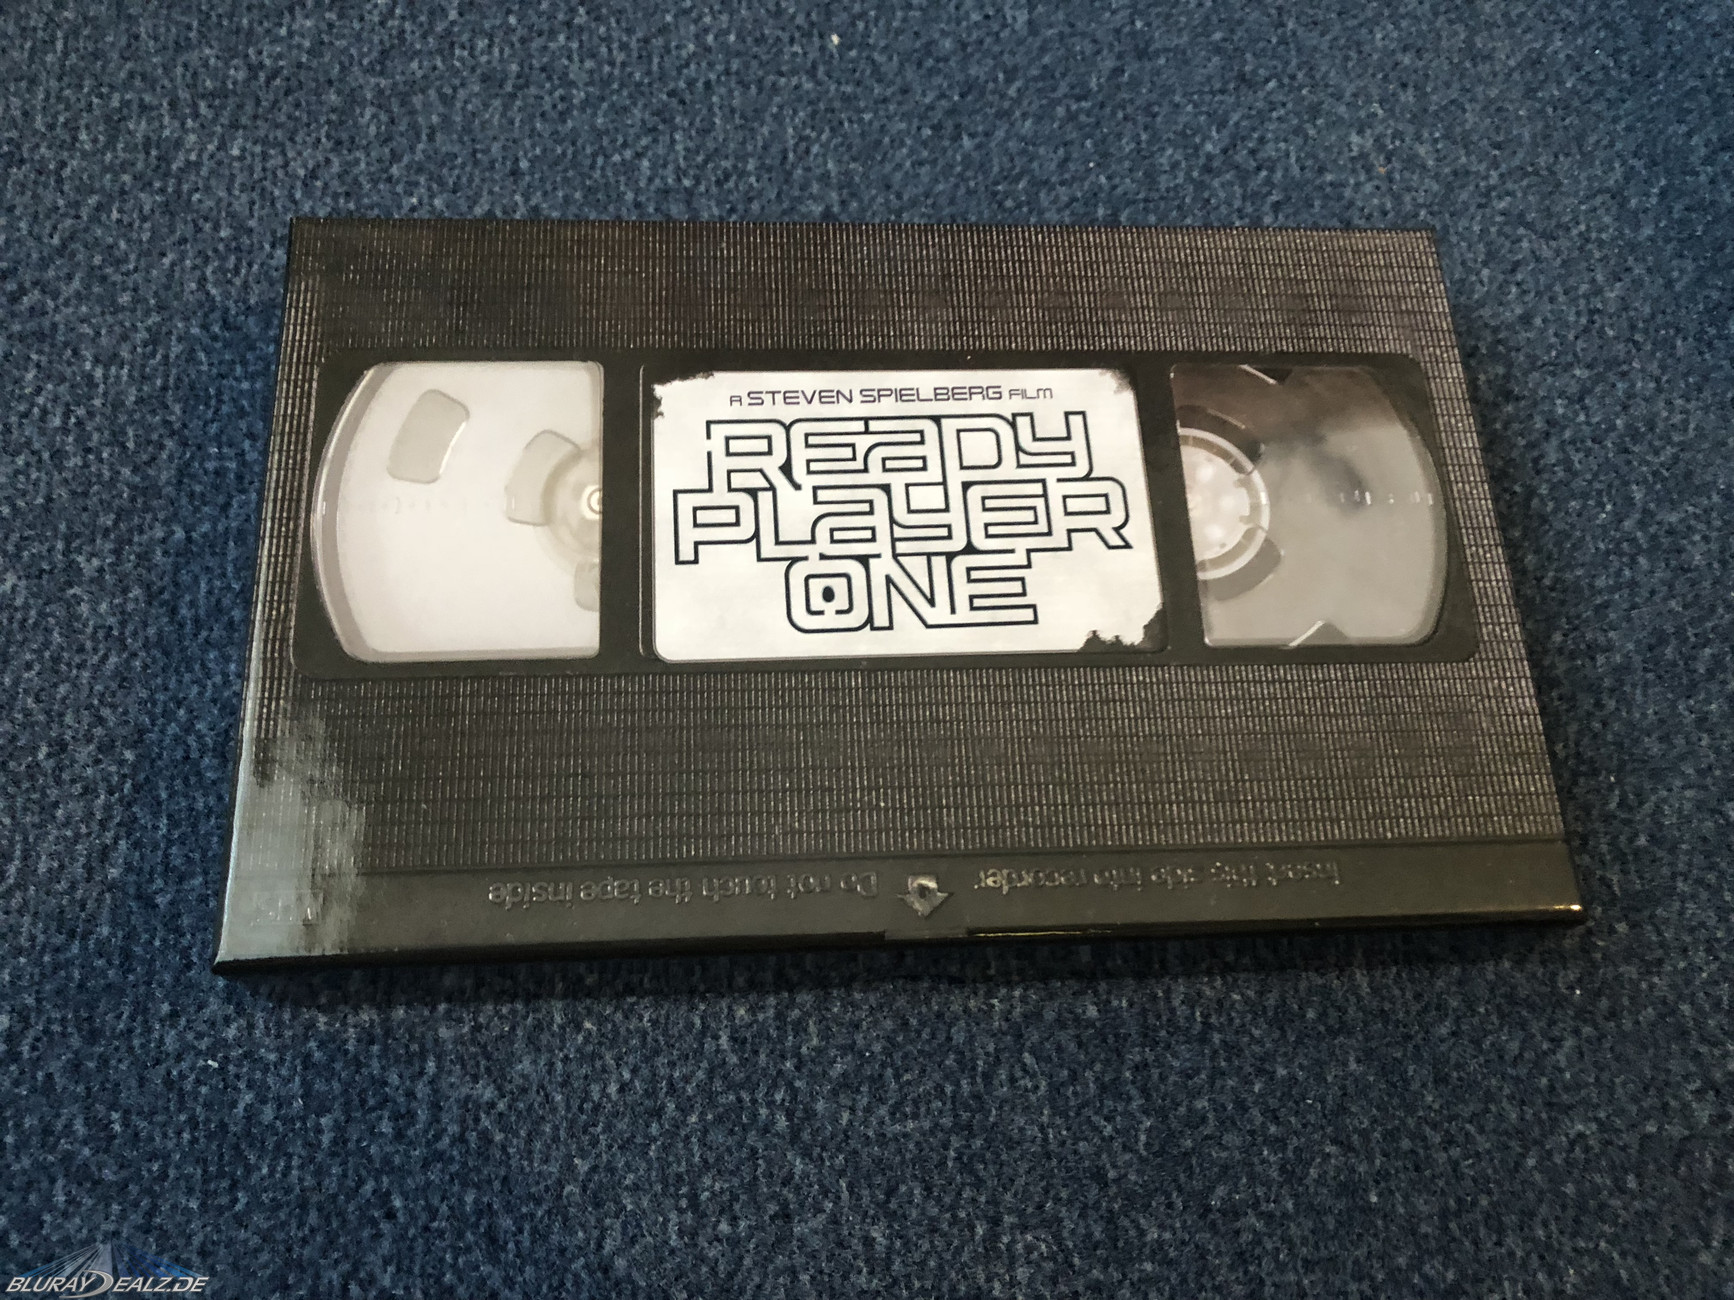 A STEVEN SPIELBERG FILM
READY
PLAYER
ONE
Insert this side into recorder
Do not touch the tape inside
VHS
BLURAYDEALZ.DE